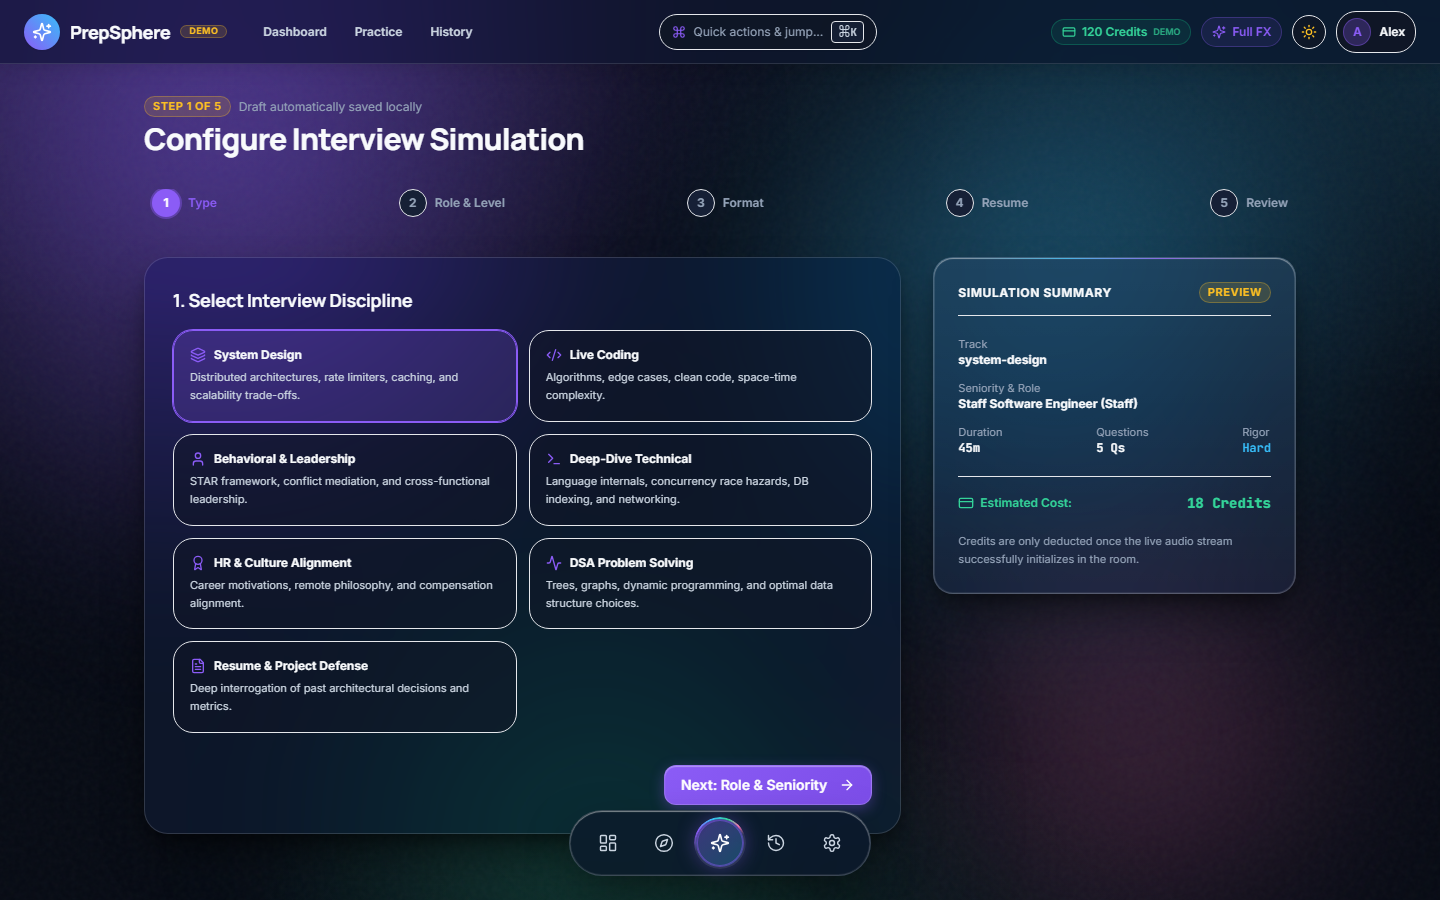 PrepSphere DEMO Dashboard Practice History Quick actions & jump... ⌘K 120 Credits DEMO Full FX A Alex
STEP 1 OF 5 Draft automatically saved locally
Configure Interview Simulation
1 Type 2 Role & Level 3 Format 4 Resume 5 Review
1. Select Interview Discipline
System Design
Distributed architectures, rate limiters, caching, and
scalability trade-offs.
Live Coding
Algorithms, edge cases, clean code, space-time
complexity.
Behavioral & Leadership
STAR framework, conflict mediation, and cross-functional
leadership.
Deep-Dive Technical
Language internals, concurrency race hazards, DB
indexing, and networking.
HR & Culture Alignment
Career motivations, remote philosophy, and compensation
alignment.
DSA Problem Solving
Trees, graphs, dynamic programming, and optimal data
structure choices.
Resume & Project Defense
Deep interrogation of past architectural decisions and
metrics.
Next: Role & Seniority
SIMULATION SUMMARY PREVIEW
Track
system-design
Seniority & Role
Staff Software Engineer (Staff)
Duration Questions Rigor
45m 5 Qs Hard
Estimated Cost: 18 Credits
Credits are only deducted once the live audio stream
successfully initializes in the room.